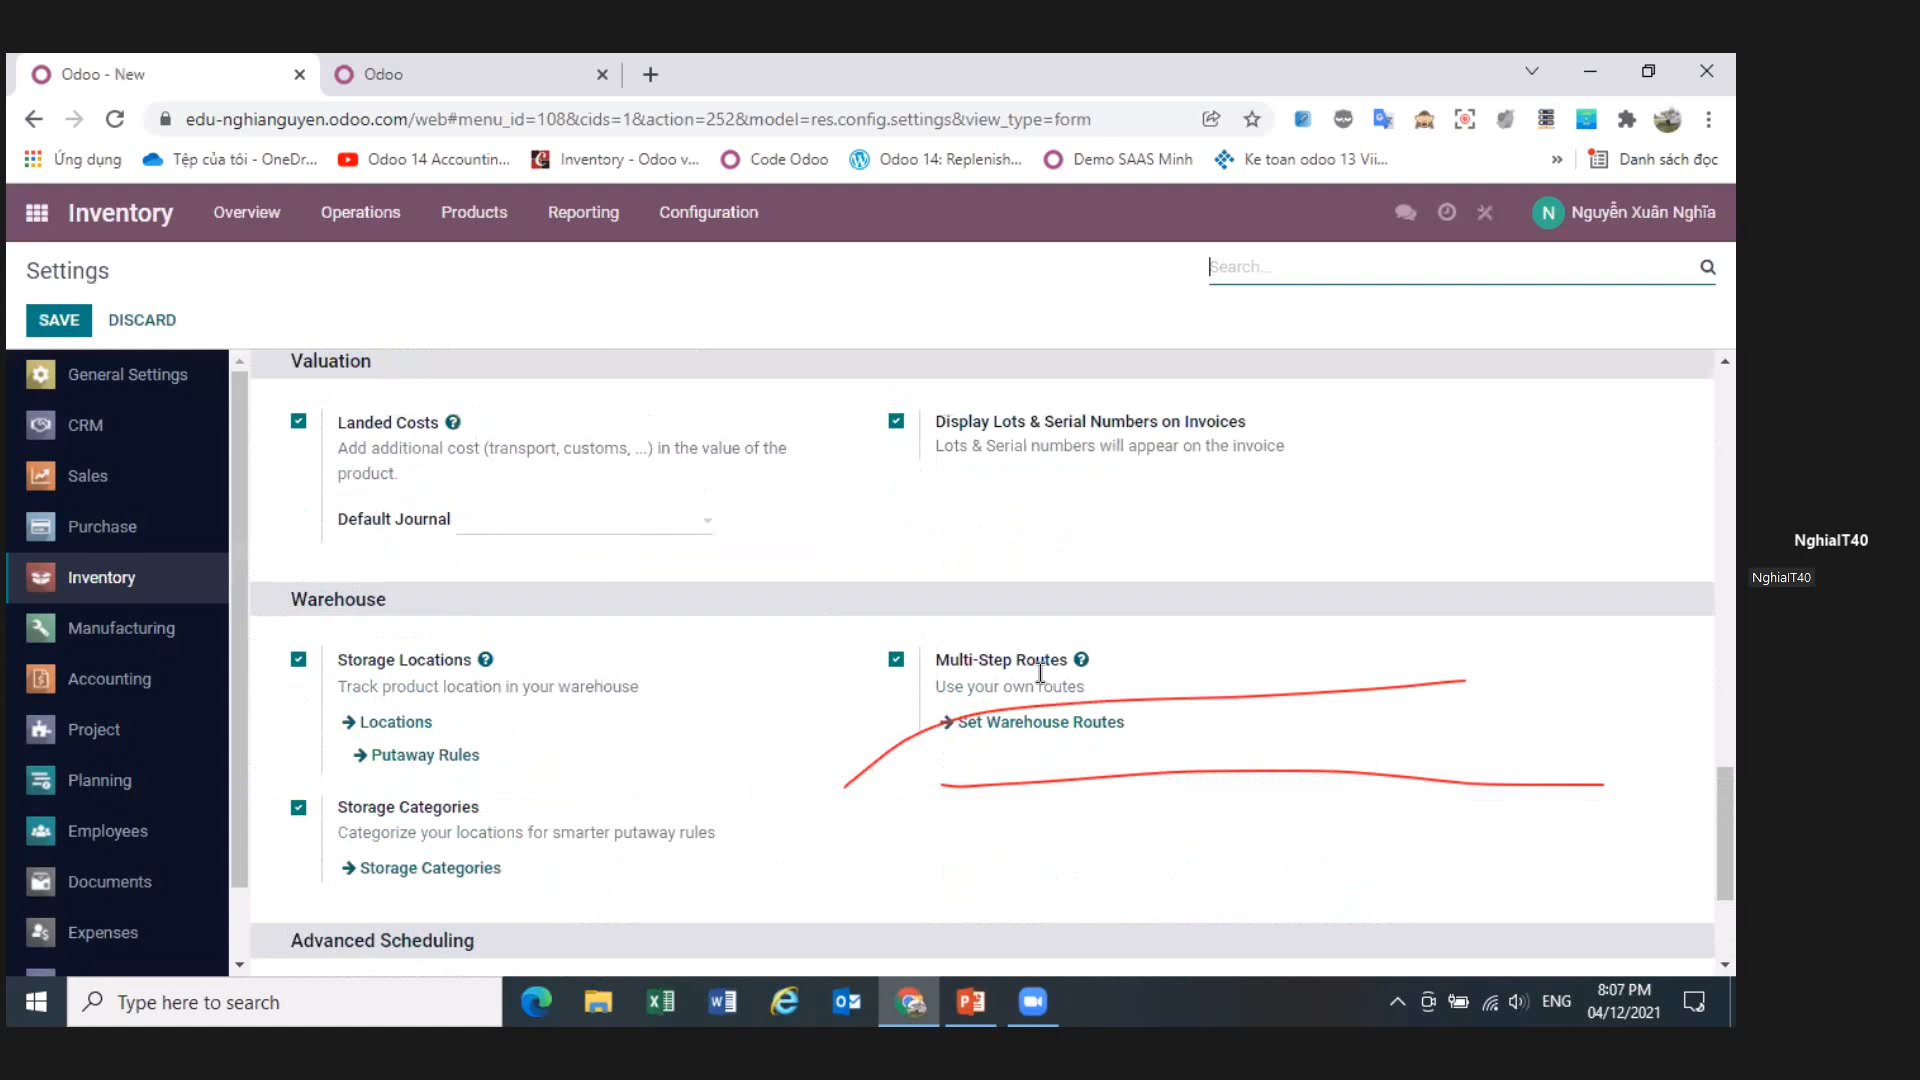 Odoo - New
Odoo
edu-nghianguyen.odoo.com/web#menu_id=108&cids=1&action=252&model=res.config.settings&view_type=form
Ứng dụng
Tệp của tôi - OneDr...
Odoo 14 Accountin...
Inventory - Odoo v...
Code Odoo
Odoo 14: Replenish...
Demo SAAS Minh
Ke toan odoo 13 Vii...
»
Danh sách đọc
Inventory
Overview
Operations
Products
Reporting
Configuration
N
Nguyễn Xuân Nghĩa
Settings
Search...
SAVE
DISCARD
General Settings
CRM
Sales
Purchase
Inventory
Manufacturing
Accounting
Project
Planning
Employees
Documents
Expenses
Valuation
Landed Costs
Add additional cost (transport, customs, ...) in the value of the
product.
Default Journal
Display Lots & Serial Numbers on Invoices
Lots & Serial numbers will appear on the invoice
Warehouse
Storage Locations
Track product location in your warehouse
Locations
Putaway Rules
Multi-Step Routes
Use your own routes
Set Warehouse Routes
Storage Categories
Categorize your locations for smarter putaway rules
Storage Categories
Advanced Scheduling
NghiaIT40
NghiaIT40
Type here to search
ENG
8:07 PM
04/12/2021